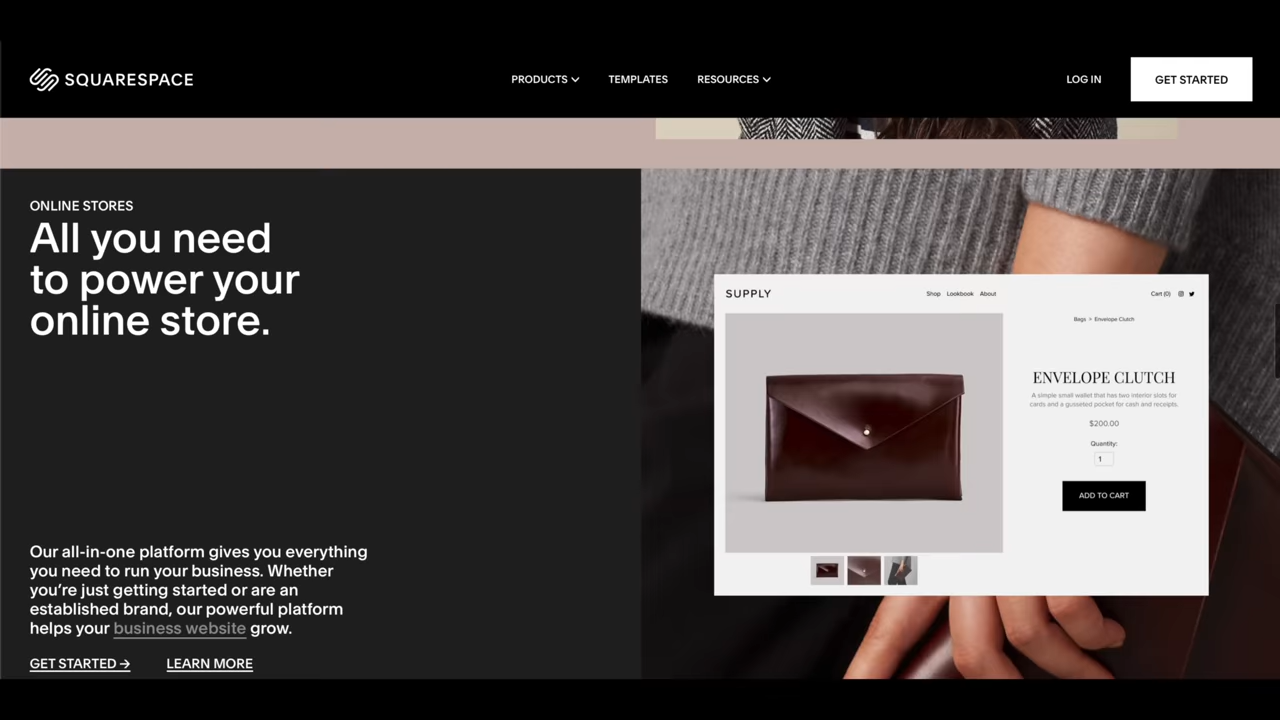 SQUARESPACE
PRODUCTS
TEMPLATES
RESOURCES
LOG IN
GET STARTED
ONLINE STORES
All you need
to power your
online store.
Our all-in-one platform gives you everything
you need to run your business. Whether
you’re just getting started or are an
established brand, our powerful platform
helps your business website grow.
GET STARTED →
LEARN MORE
SUPPLY
Shop
Lookbook
About
Cart (0)
Bags > Envelope Clutch
ENVELOPE CLUTCH
A simple small wallet that has two interior slots for
cards and a gusseted pocket for cash and receipts.
$200.00
Quantity:
1
ADD TO CART